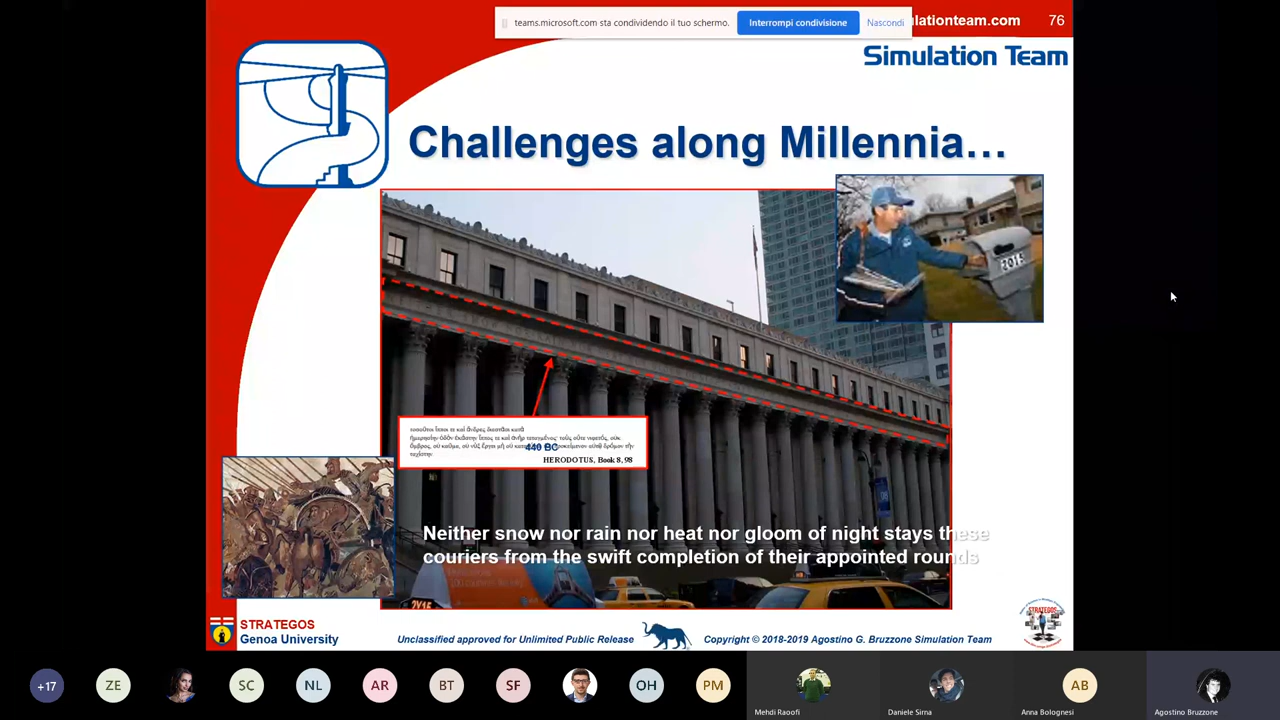 teams.microsoft.com sta condividendo il tuo schermo.
Interrompi condivisione
Nascondi
ulationteam.com
76
Simulation Team
Challenges along Millennia…
2015
440 BC
HERODOTUS, Book 8, 98
Neither snow nor rain nor heat nor gloom of night stays these
couriers from the swift completion of their appointed rounds
2Y15
STRATEGOS
Genoa University
Unclassified approved for Unlimited Public Release
Copyright © 2018-2019 Agostino G. Bruzzone Simulation Team
STRATEGOS
+17
ZE
SC
NL
AR
BT
SF
OH
PM
AB
Mehdi Raoofi
Daniele Sirna
Anna Bolognesi
Agostino Bruzzone